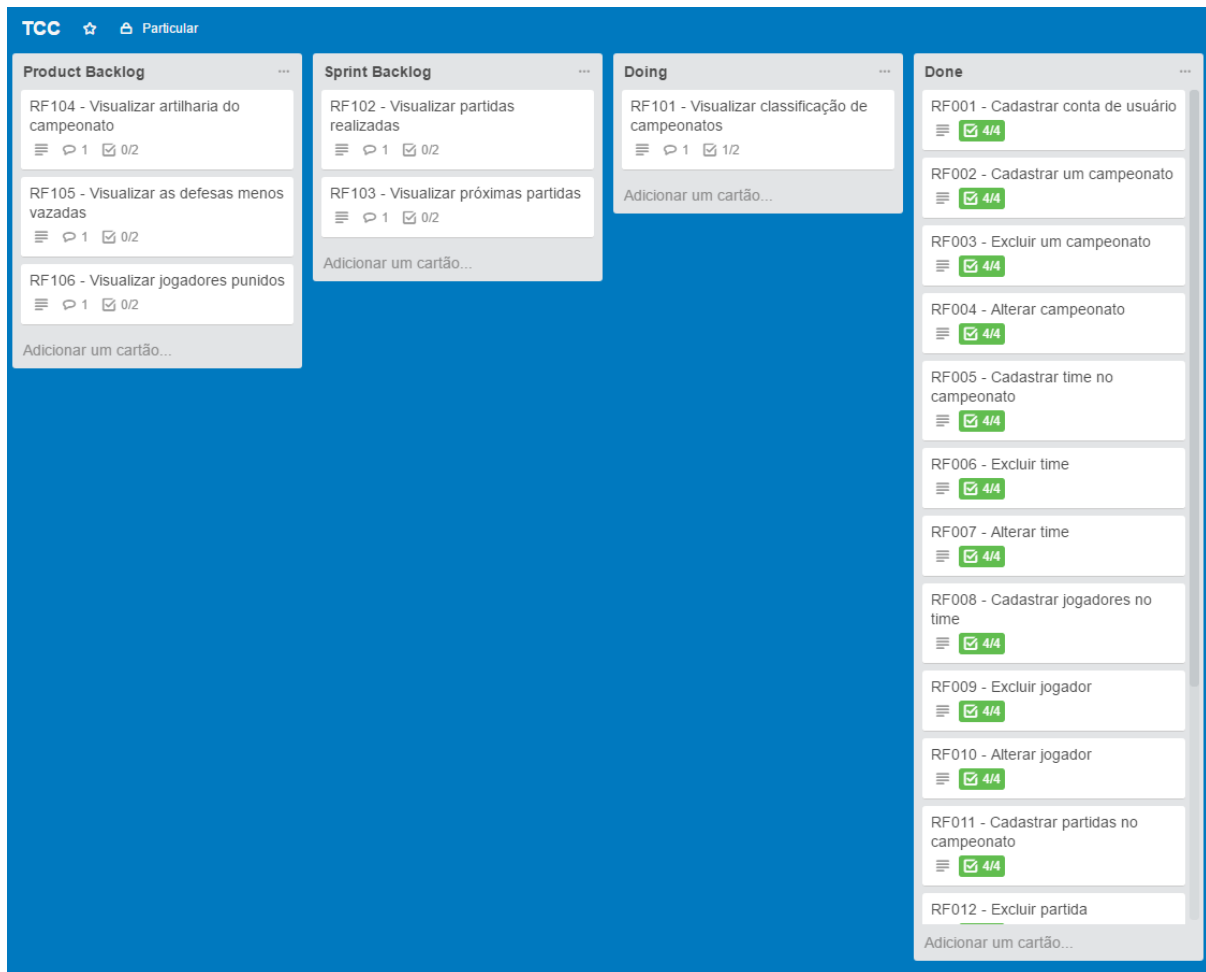 TCC Particular
Product Backlog
RF104 - Visualizar artilharia do
campeonato
1 0/2
RF105 - Visualizar as defesas menos
vazadas
1 0/2
RF106 - Visualizar jogadores punidos
1 0/2
Adicionar um cartão...
Sprint Backlog
RF102 - Visualizar partidas
realizadas
1 0/2
RF103 - Visualizar próximas partidas
1 0/2
Adicionar um cartão...
Doing
RF101 - Visualizar classificação de
campeonatos
1 1/2
Adicionar um cartão...
Done
RF001 - Cadastrar conta de usuário
4/4
RF002 - Cadastrar um campeonato
4/4
RF003 - Excluir um campeonato
4/4
RF004 - Alterar campeonato
4/4
RF005 - Cadastrar time no
campeonato
4/4
RF006 - Excluir time
4/4
RF007 - Alterar time
4/4
RF008 - Cadastrar jogadores no
time
4/4
RF009 - Excluir jogador
4/4
RF010 - Alterar jogador
4/4
RF011 - Cadastrar partidas no
campeonato
4/4
RF012 - Excluir partida
Adicionar um cartão...